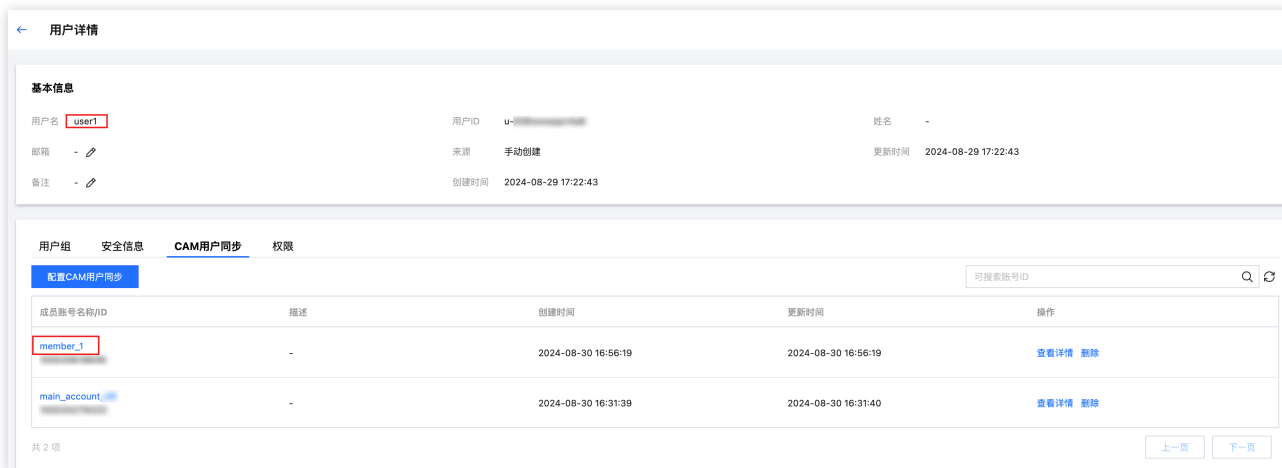 ← 用户详情
基本信息
用户名 user1 用户ID u- 姓名 -
邮箱 - 来源 手动创建 更新时间 2024-08-29 17:22:43
备注 - 创建时间 2024-08-29 17:22:43
用户组 安全信息 CAM用户同步 权限
配置CAM用户同步 可搜索账号ID
成员账号名称/ID 描述 创建时间 更新时间 操作
member_1
- 2024-08-30 16:56:19 2024-08-30 16:56:19 查看详情 删除
main_account_
- 2024-08-30 16:31:39 2024-08-30 16:31:40 查看详情 删除
共 2 项 上一页 下一页